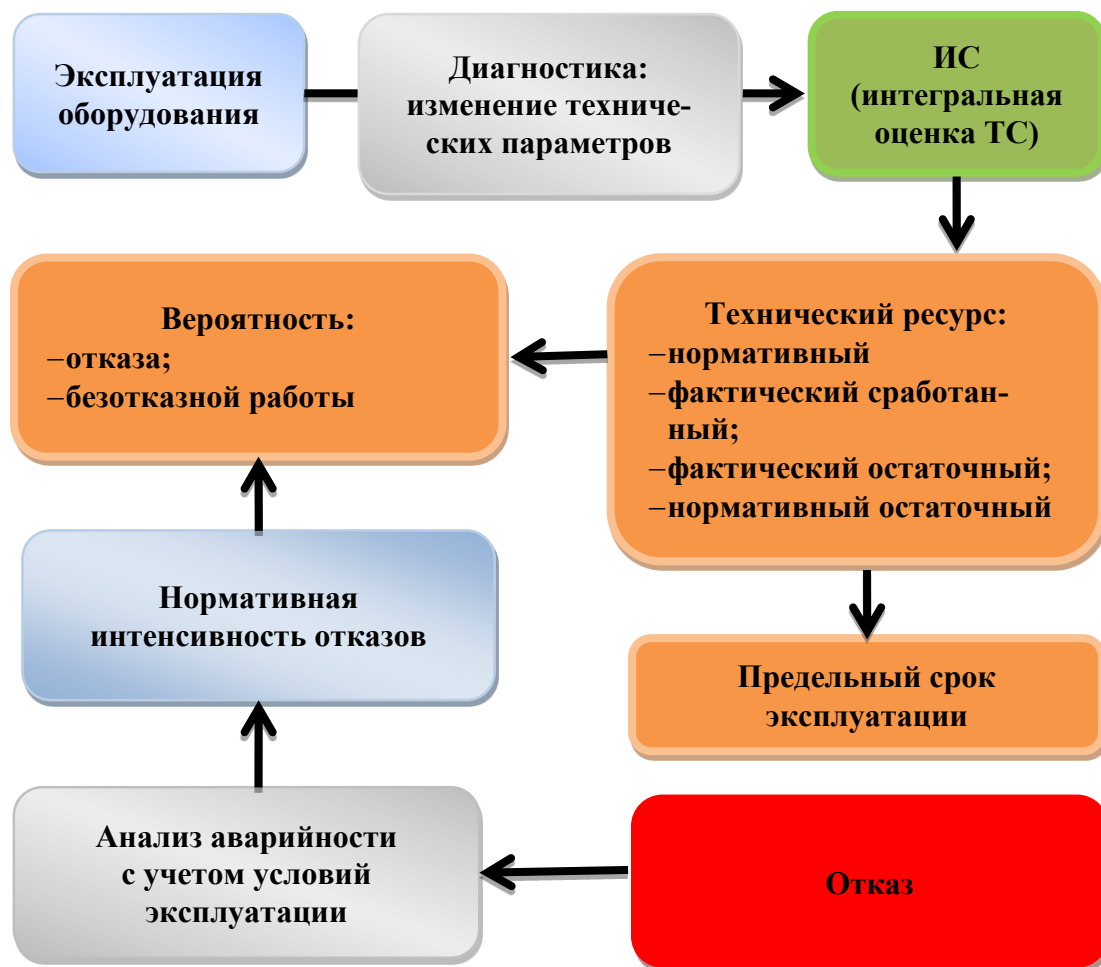 Эксплуатация
оборудования
Диагностика:
изменение техниче-
ских параметров
ИС
(интегральная
оценка ТС)
Вероятность:
–отказа;
–безотказной работы
Технический ресурс:
–нормативный
–фактический сработан-
ный;
–фактический остаточный;
–нормативный остаточный
Нормативная
интенсивность отказов
Предельный срок
эксплуатации
Анализ аварийности
с учетом условий
эксплуатации
Отказ